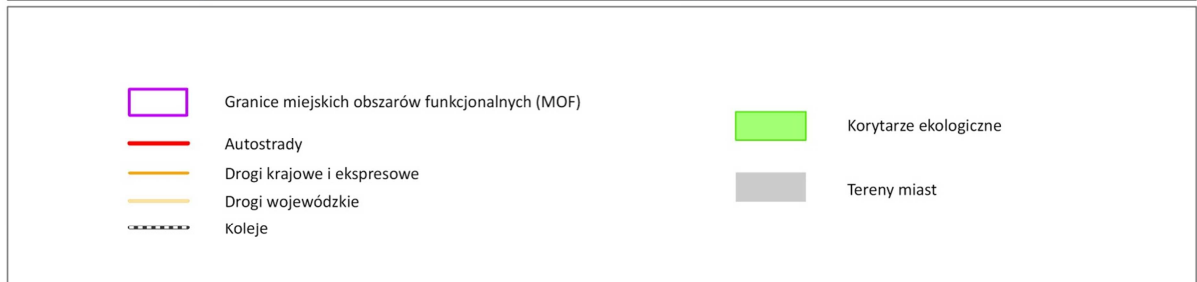 Granice miejskich obszarów funkcjonalnych (MOF)
Autostrady
Drogi krajowe i ekspresowe
Drogi wojewódzkie
Koleje
Korytarze ekologiczne
Tereny miast